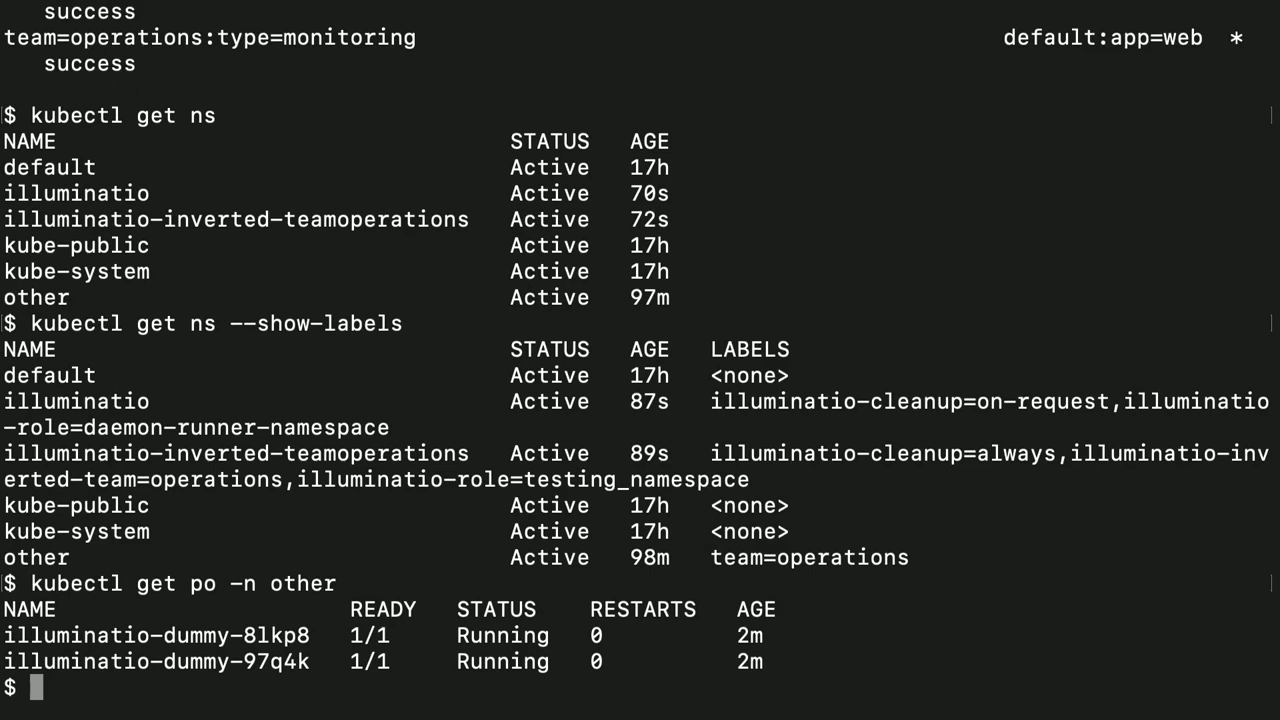 success
team=operations:type=monitoring default:app=web *
success
$ kubectl get ns
NAME STATUS AGE
default Active 17h
illuminatio Active 70s
illuminatio-inverted-teamoperations Active 72s
kube-public Active 17h
kube-system Active 17h
other Active 97m
$ kubectl get ns --show-labels
NAME STATUS AGE LABELS
default Active 17h <none>
illuminatio Active 87s illuminatio-cleanup=on-request,illuminatio
-role=daemon-runner-namespace
illuminatio-inverted-teamoperations Active 89s illuminatio-cleanup=always,illuminatio-inv
erted-team=operations,illuminatio-role=testing_namespace
kube-public Active 17h <none>
kube-system Active 17h <none>
other Active 98m team=operations
$ kubectl get po -n other
NAME READY STATUS RESTARTS AGE
illuminatio-dummy-8lkp8 1/1 Running 0 2m
illuminatio-dummy-97q4k 1/1 Running 0 2m
$